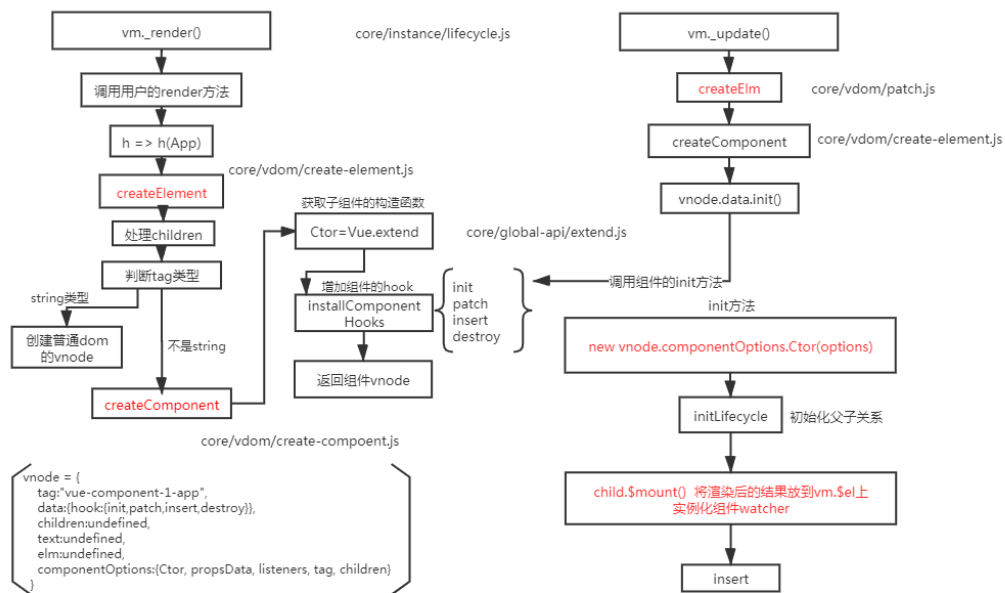 vm._render()
core/instance/lifecycle.js
vm._update()
调用用户的render方法
createElm
core/vdom/patch.js
h => h(App)
createComponent
core/vdom/create-element.js
core/vdom/create-element.js
createElement
vnode.data.init()
获取子组件的构造函数
处理children
Ctor=Vue.extend
core/global-api/extend.js
判断tag类型
调用组件的init方法
增加组件的hook
init
patch
insert
destroy
string类型
installComponent
Hooks
init方法
创建普通dom
的vnode
不是string
new vnode.componentOptions.Ctor(options)
返回组件vnode
createComponent
initLifecycle
初始化父子关系
core/vdom/create-compoent.js
vnode = {
tag:"vue-component-1-app",
data:{hook:{init,patch,insert,destroy}},
children:undefined,
text:undefined,
elm:undefined,
componentOptions:{Ctor, propsData, listeners, tag, children}
}
child.$mount() 将渲染后的结果放到vm.$el上
实例化组件watcher
insert